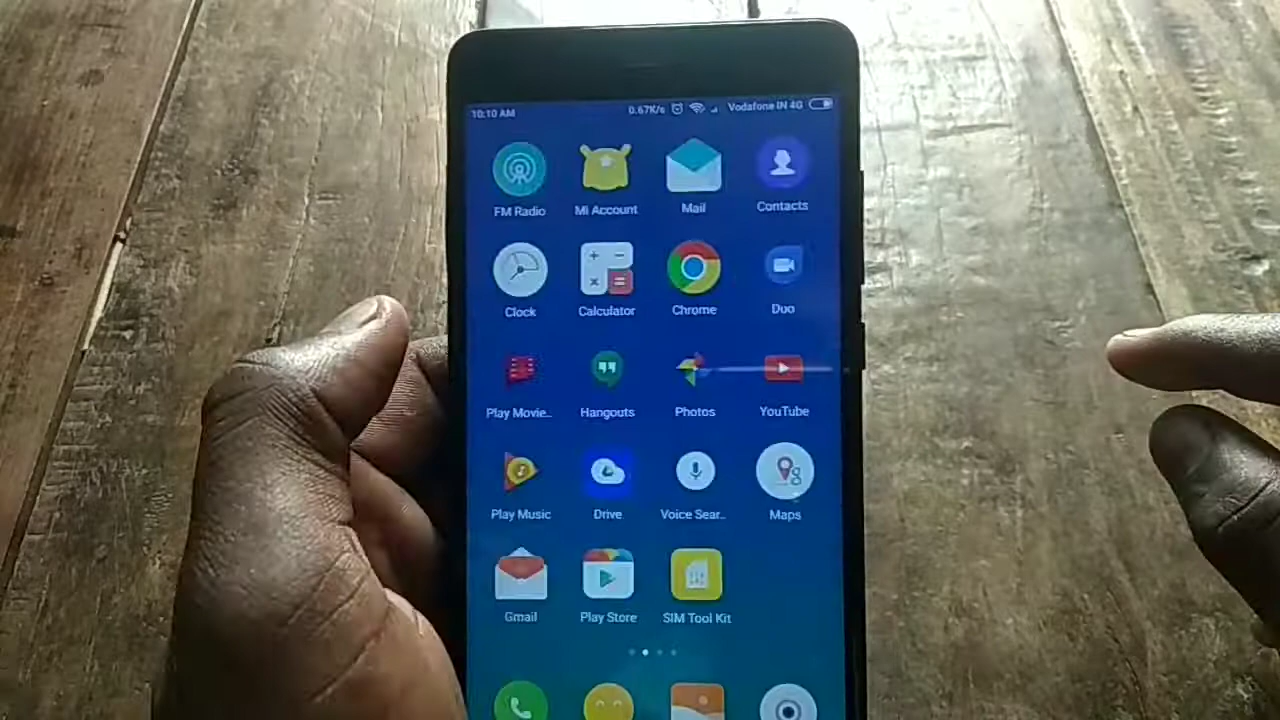 10:10 AM 0.67K/s Vodafone IN 4G
FM Radio Mi Account Mail Contacts
Clock Calculator Chrome Duo
Play Movie.. Hangouts Photos YouTube
Play Music Drive Voice Sear.. Maps
Gmail Play Store SIM Tool Kit